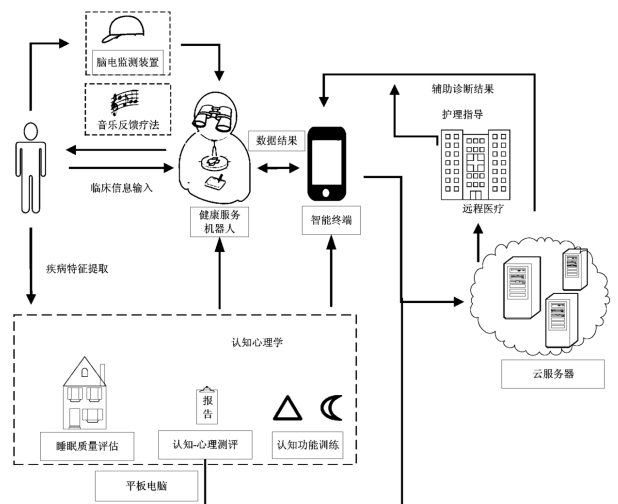 脑电监测装置
音乐反馈疗法
数据结果
辅助诊断结果
护理指导
临床信息输入
健康服务
机器人
智能终端
远程医疗
疾病特征提取
认知心理学
云服务器
报
告
睡眠质量评估
认知-心理测评
认知功能训练
平板电脑